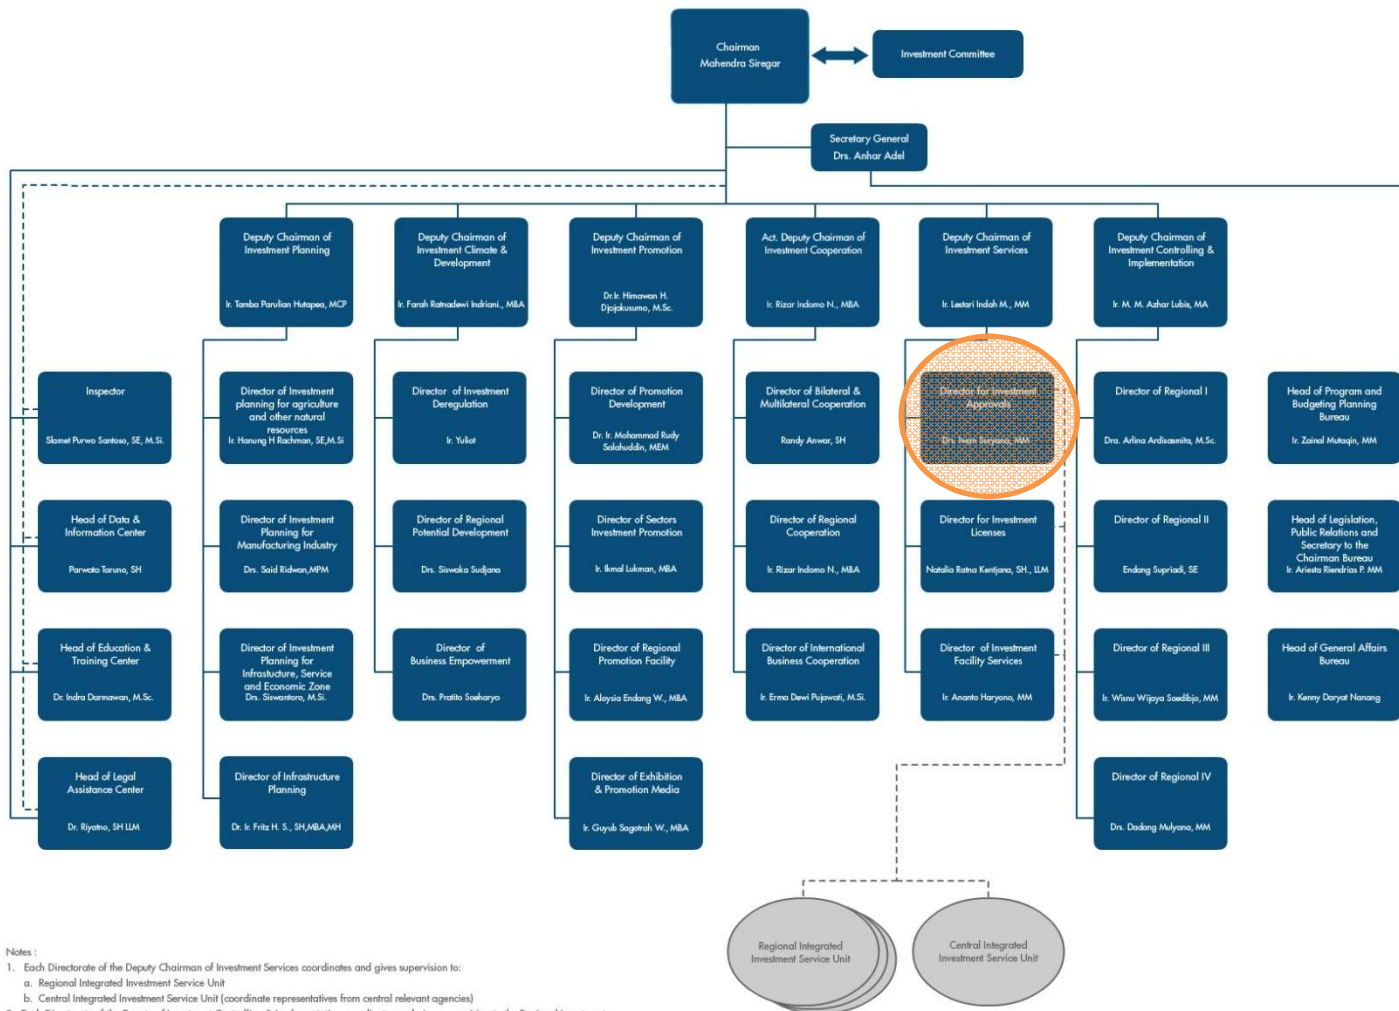 Chairman
Mahendra Siregar
Investment Committee
Secretary General
Drs. Anhar Adel
Deputy Chairman of
Investment Planning
Ir. Tamba Parulian Hutapea, MCP
Deputy Chairman of
Investment Climate &
Development
Ir. Farah Ratnadewi Indriani., MBA
Deputy Chairman of
Investment Promotion
Dr.Ir. Himawan H.
Djojokusumo, M.Sc.
Act. Deputy Chairman of
Investment Cooperation
Ir. Rizar Indomo N., MBA
Deputy Chairman of
Investment Services
Ir. Lestari Indah M., MM
Deputy Chairman of
Investment Controlling &
Implementation
Ir. M. M. Azhar Lubis, MA
Inspector
Slamet Purwo Santoso, SE, M.Si.
Director of Investment
planning for agriculture
and other natural
resources
Ir. Hanung H Rachman, SE,M.Si
Director of Investment
Deregulation
Ir. Yuliot
Director of Promotion
Development
Dr. Ir. Mohammad Rudy
Salahuddin, MEM
Director of Bilateral &
Multilateral Cooperation
Randy Anwar, SH
Director for Investment
Approvals
Drs. Iwan Suryana, MM
Director of Regional I
Dra. Arlina Ardisasmita, M.Sc.
Head of Program and
Budgeting Planning
Bureau
Ir. Zainal Mutaqin, MM
Head of Data &
Information Center
Parwoto Taruno, SH
Director of Investment
Planning for
Manufacturing Industry
Drs. Said Ridwan,MPM
Director of Regional
Potential Development
Drs. Siswaka Sudjana
Director of Sectors
Investment Promotion
Ir. Ikmal Lukman, MBA
Director of Regional
Cooperation
Ir. Rizar Indomo N., MBA
Director for Investment
Licenses
Natalia Ratna Kentjana, SH., LLM
Director of Regional II
Endang Supriadi, SE
Head of Legislation,
Public Relations and
Secretary to the
Chairman Bureau
Ir. Ariesta Riendrias P. MM
Head of Education &
Training Center
Dr. Indra Darmawan, M.Sc.
Director of Investment
Planning for
Infrastucture, Service
and Economic Zone
Drs. Siswantoro, M.Si.
Director of
Business Empowerment
Drs. Pratito Soeharyo
Director of Regional
Promotion Facility
Ir. Aloysia Endang W., MBA
Director of International
Business Cooperation
Ir. Erma Dewi Pujawati, M.Si.
Director of Investment
Facility Services
Ir. Ananto Haryono, MM
Director of Regional III
Ir. Wisnu Wijaya Soedibjo, MM
Head of General Affairs
Bureau
Ir. Kenny Daryat Nanang
Head of Legal
Assistance Center
Dr. Riyatno, SH LLM
Director of Infrastructure
Planning
Dr. Ir. Fritz H. S., SH,MBA,MH
Director of Exhibition
& Promotion Media
Ir. Guyub Sagotrah W., MBA
Director of Regional IV
Drs. Dadang Mulyana, MM
Regional Integrated
Investment Service Unit
Central Integrated
Investment Service Unit
Notes :
1. Each Directorate of the Deputy Chairman of Investment Services coordinates and gives supervision to:
a. Regional Integrated Investment Service Unit
b. Central Integrated Investment Service Unit (coordinate representatives from central relevant agencies)